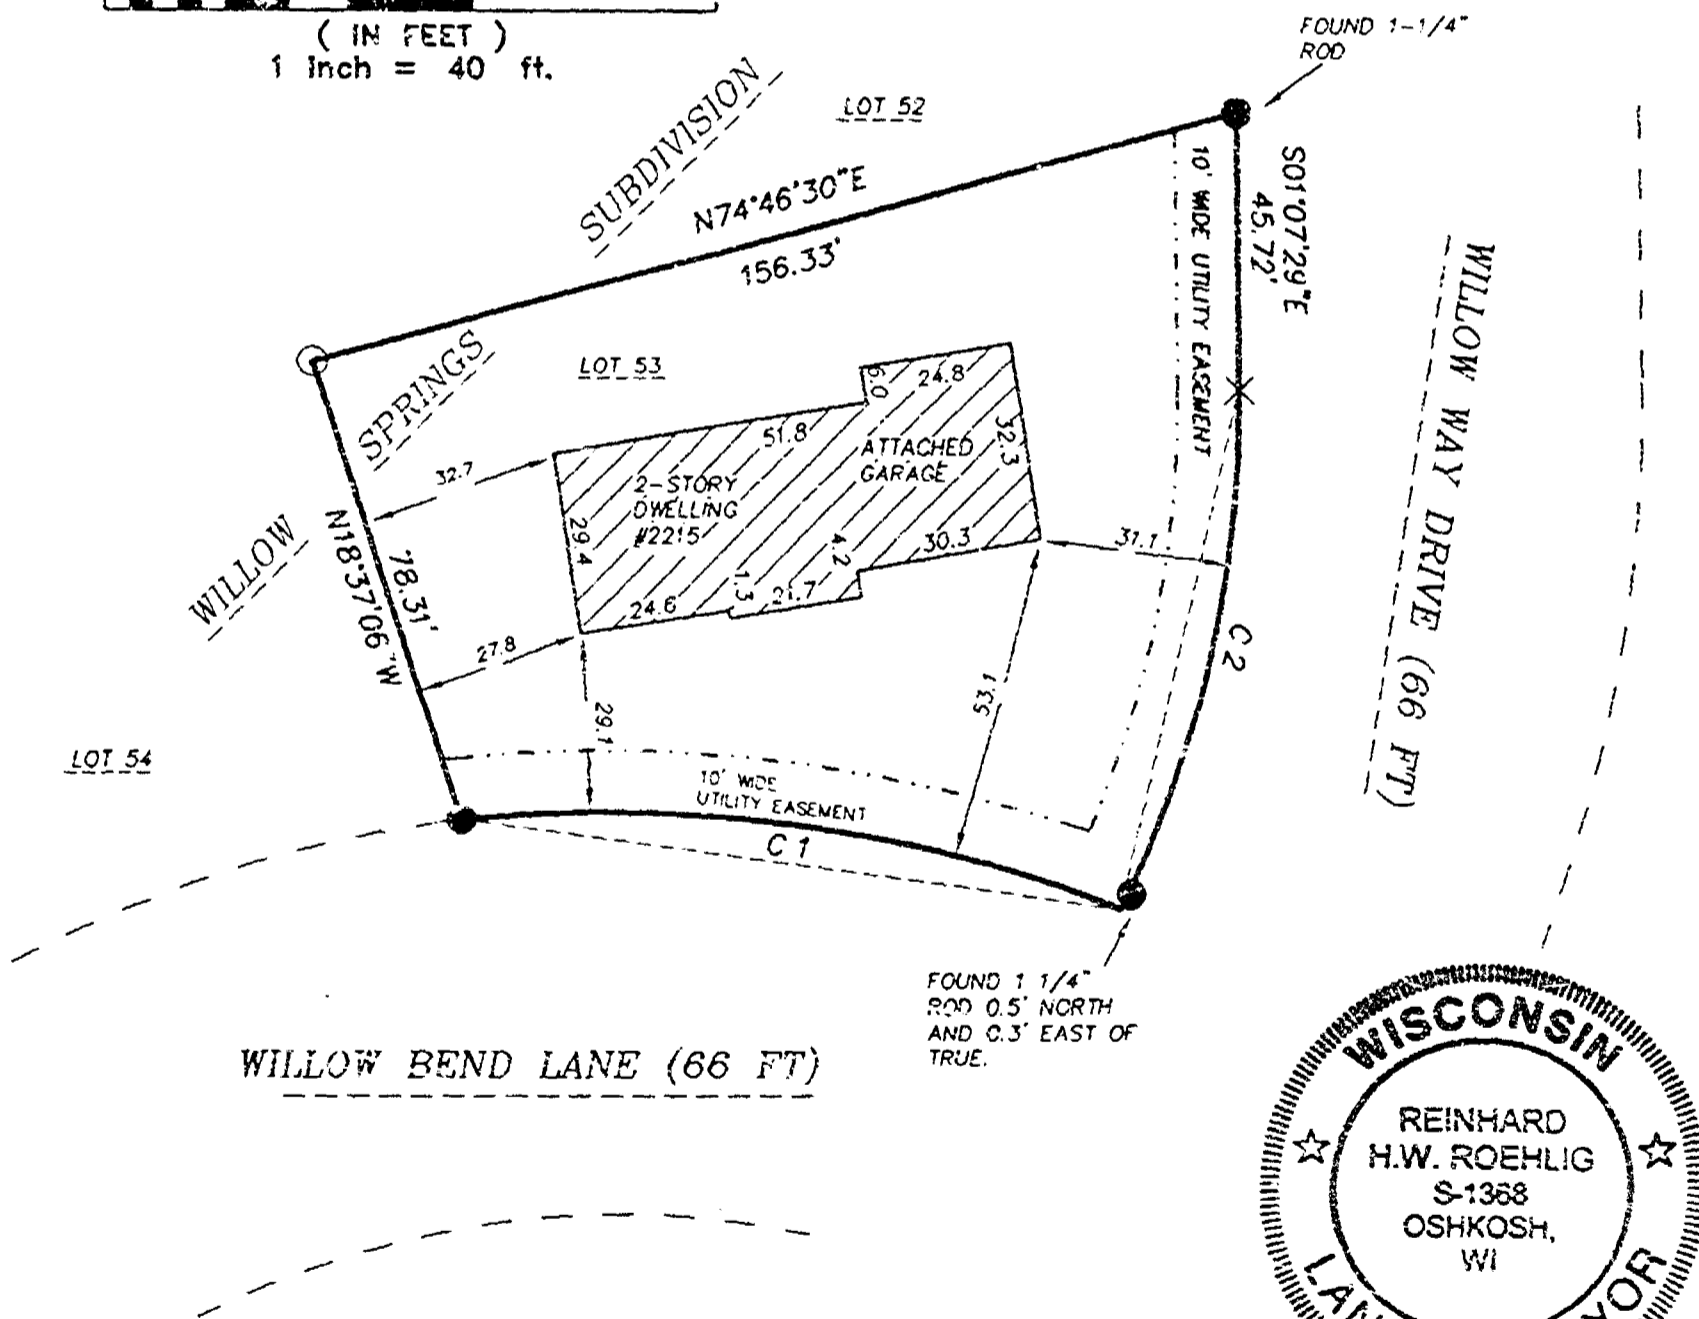 ( IN FEET )
1 inch = 40 ft.
FOUND 1-1/4"
ROD
LOT 52
SUBDIVISION
N74°46'30"E
156.33'
S01°07'29"E
45.72'
10' WIDE UTILITY EASEMENT
WILLOW WAY DRIVE (66 FT)
SPRINGS
LOT 53
WILLOW
6.0
24.8
51.8
32.3
ATTACHED
GARAGE
2-STORY
DWELLING
#2215
32.7
29.4
N18°37'06"W
78.31'
4.2
30.3
1.3
21.7
24.6
27.8
29.1
53.1
C 2
LOT 54
10' WIDE
UTILITY EASEMENT
C 1
FOUND 1 1/4"
ROD 0.5' NORTH
AND 0.3' EAST OF
TRUE.
WILLOW BEND LANE (66 FT)
WISCONSIN
REINHARD
H.W. ROEHLIG
S-1368
OSHKOSH,
WI